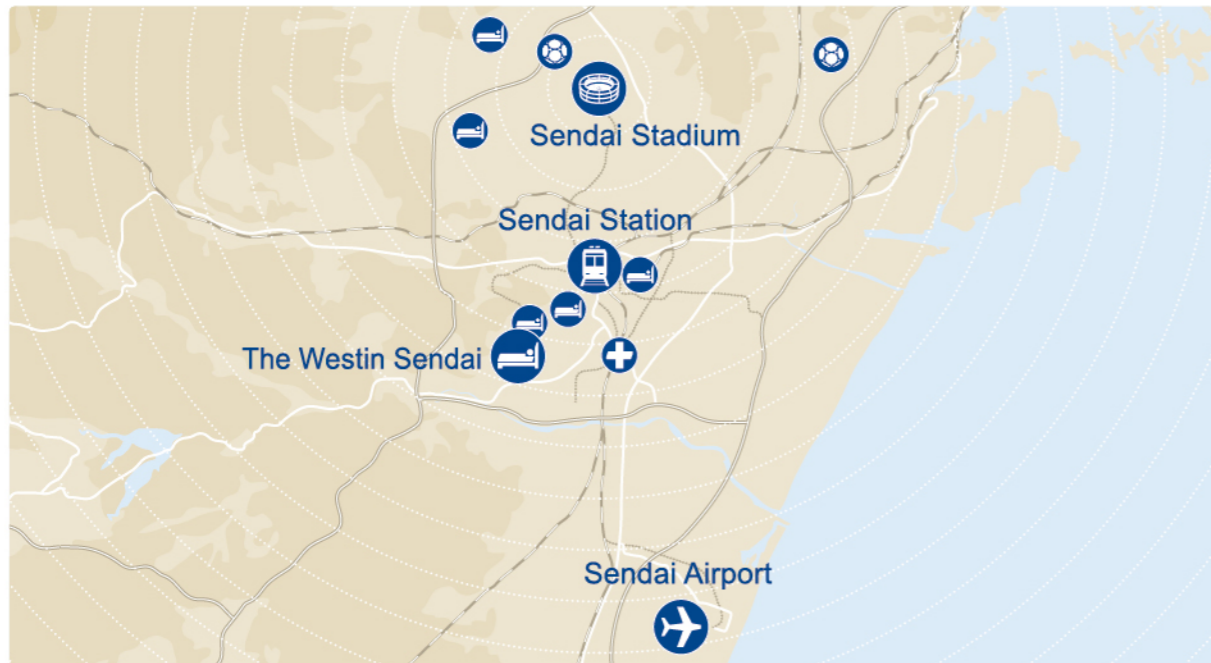 Sendai Stadium
Sendai Station
The Westin Sendai
Sendai Airport